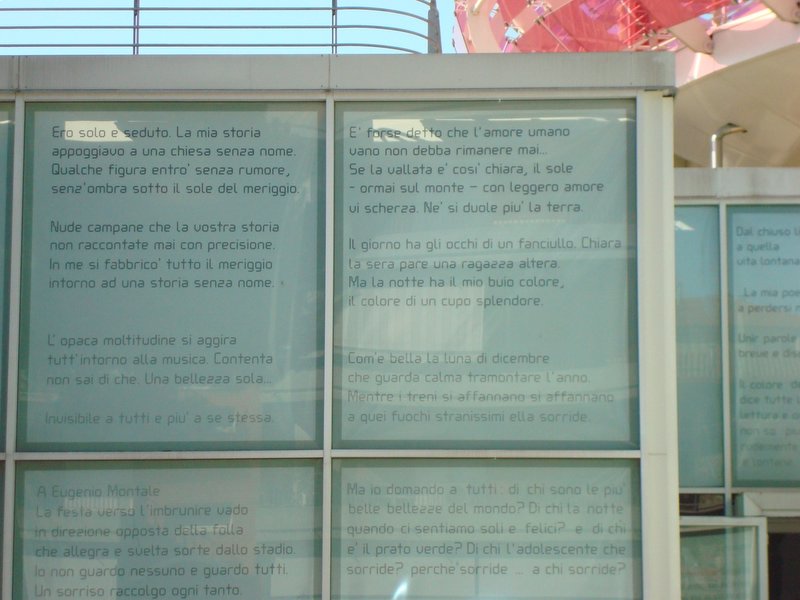 Ero solo e seduto. La mia storia
appoggiavo a una chiesa senza nome.
Qualche figura entro' senza rumore,
senz'ombra sotto il sole del meriggio.
Nude campane che la vostra storia
non raccontate mai con precisione.
In me si fabbrico' tutto il meriggio
intorno ad una storia senza nome.
L' opaca moltitudine si aggira
tutt'intorno alla musica. Contenta
non sai di che. Una bellezza sola...
Invisibile a tutti e piu' a se stessa.
E' forse detto che l'amore umano
vano non debba rimanere mai...
Se la vallata e' cosi' chiara, il sole
- ormai sul monte - con leggero amore
vi scherza. Ne' si duole piu' la terra.
Il giorno ha gli occhi di un fanciullo. Chiara
la sera pare una ragazza altera.
Ma la notte ha il mio buio colore,
il colore di un cupo splendore.
Com'e bella la luna di dicembre
che guarda calma tramontare l'anno.
Mentre i treni si affannano si affannano
a quei fuochi stranissimi ella sorride.
A Eugenio Montale
La festa verso l'imbrunire vado
in direzione opposta della folla
che allegra e svelta sorte dallo stadio.
Io non guardo nessuno e guardo tutti.
Un sorriso raccolgo ogni tanto.
Ma io domando a tutti: di chi sono le piu'
belle bellezze del mondo? Di chi la notte
quando ci sentiamo soli e felici? e di chi
e' il prato verde? Di chi l'adolescente che
sorride? perche'sorride ... a chi sorride?
Dal chiuso
a quella
vita lontana
..La mia
a perdersi
Unir parole
breve e
Il colore
dice tutte
lettura e
non so
rudemente
e lontene